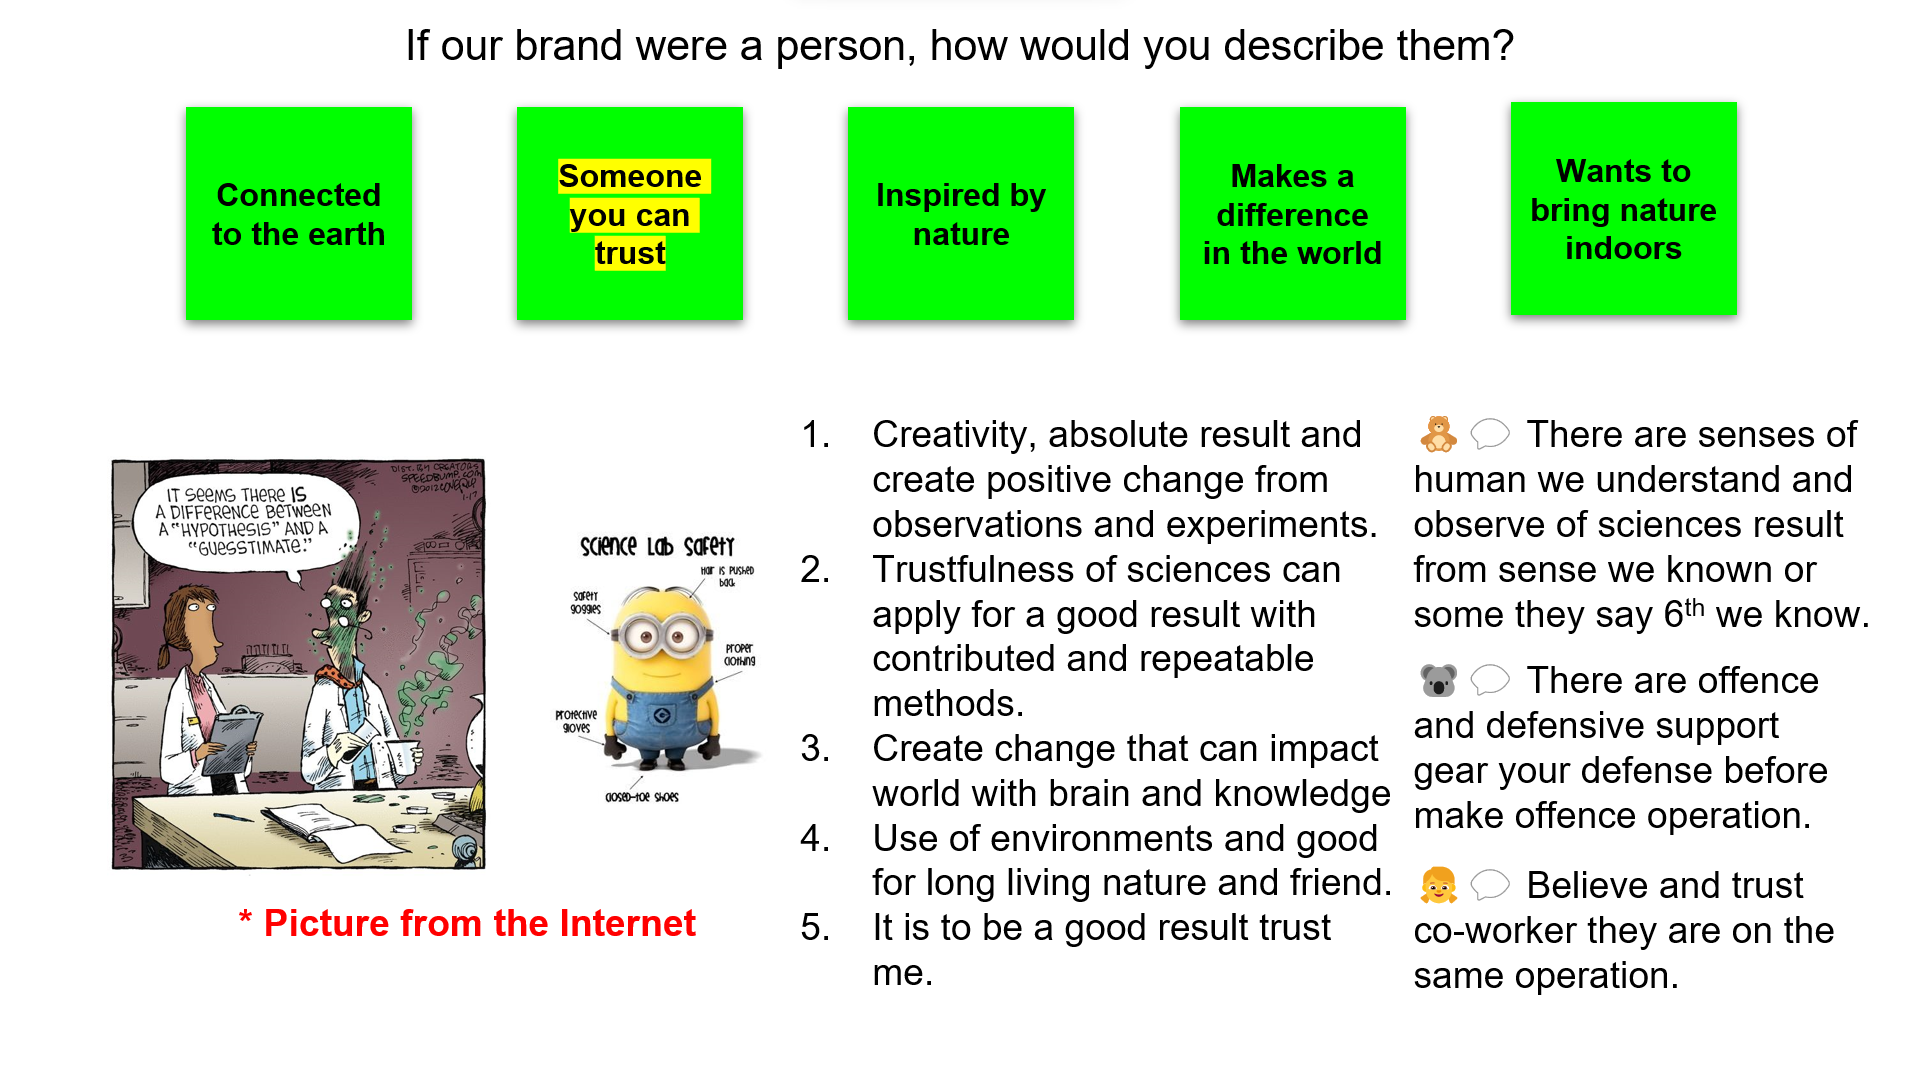 If our brand were a person, how would you describe them?
Connected
to the earth
Someone
you can
trust
Inspired by
nature
Makes a
difference
in the world
Wants to
bring nature
indoors
IT SEEMS THERE IS
A DIFFERENCE BETWEEN
A "HYPOTHESIS" AND A
"GUESSTIMATE."
DIST. BY CREATORS
SPEEDBUMP.COM
©2012
1-17
SCIENCE LAB SAFETY
HAIR IS PUSHED
BACK
SAFETY
GOGGLES
PROPER
CLOTHING
PROTECTIVE
GLOVES
CLOSED-TOE SHOES
* Picture from the Internet
1. Creativity, absolute result and
create positive change from
observations and experiments.
2. Trustfulness of sciences can
apply for a good result with
contributed and repeatable
methods.
3. Create change that can impact
world with brain and knowledge
4. Use of environments and good
for long living nature and friend.
5. It is to be a good result trust
me.
🧸 💬 There are senses of
human we understand and
observe of sciences result
from sense we known or
some they say 6th we know.
🐨 💬 There are offence
and defensive support
gear your defense before
make offence operation.
👧 💬 Believe and trust
co-worker they are on the
same operation.